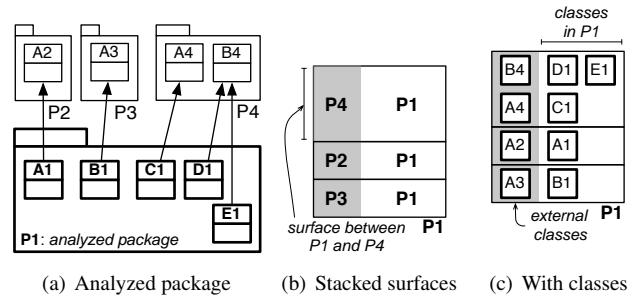 A2
A3
A4
B4
P2
P3
P4
A1
B1
C1
D1
E1
P1: analyzed package
(a) Analyzed package
P4
P1
P2
P1
P3
P1
P1
surface between
P1 and P4
(b) Stacked surfaces
classes
in P1
B4
D1
E1
A4
C1
A2
A1
A3
B1
P1
external
classes
(c) With classes